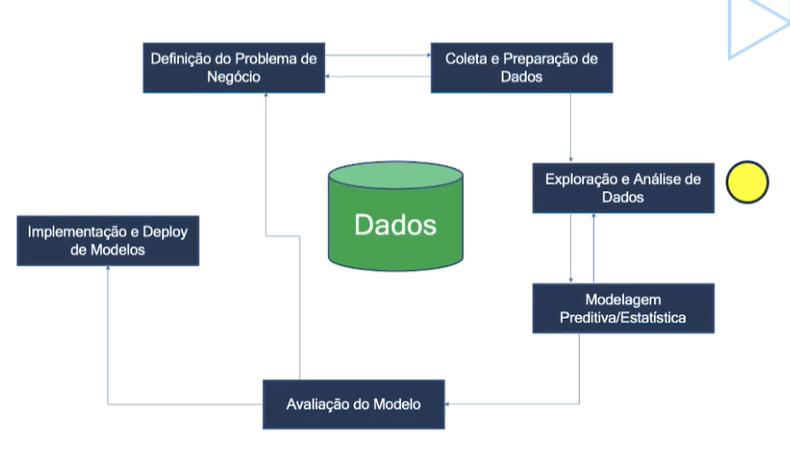 Definição do Problema de
Negócio
Coleta e Preparação de
Dados
Exploração e Análise de
Dados
Dados
Implementação e Deploy
de Modelos
Modelagem
Preditiva/Estatística
Avaliação do Modelo